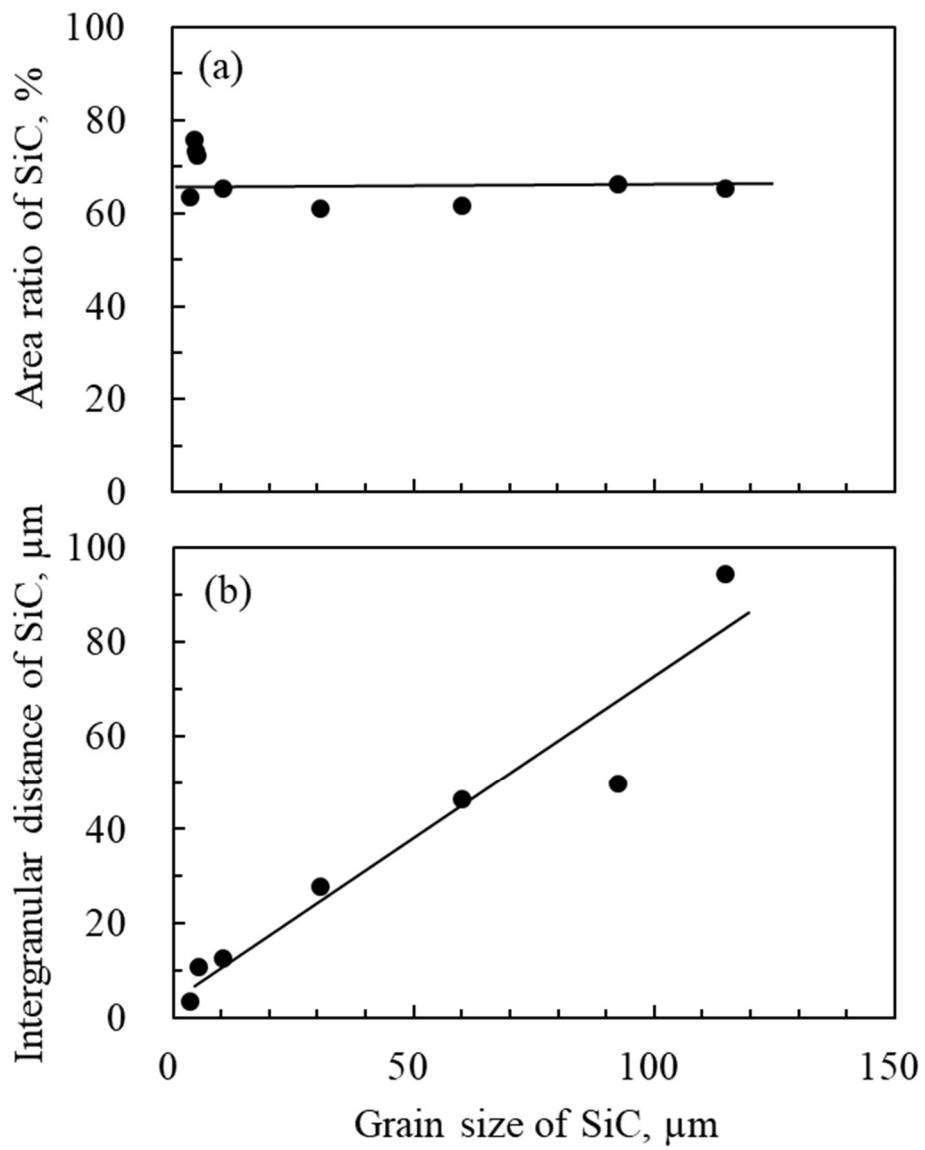 100
80
60
40
20
0
Area ratio of SiC, %
(a)
100
80
60
40
20
0
Intergranular distance of SiC, µm
(b)
0 50 100 150
Grain size of SiC, µm